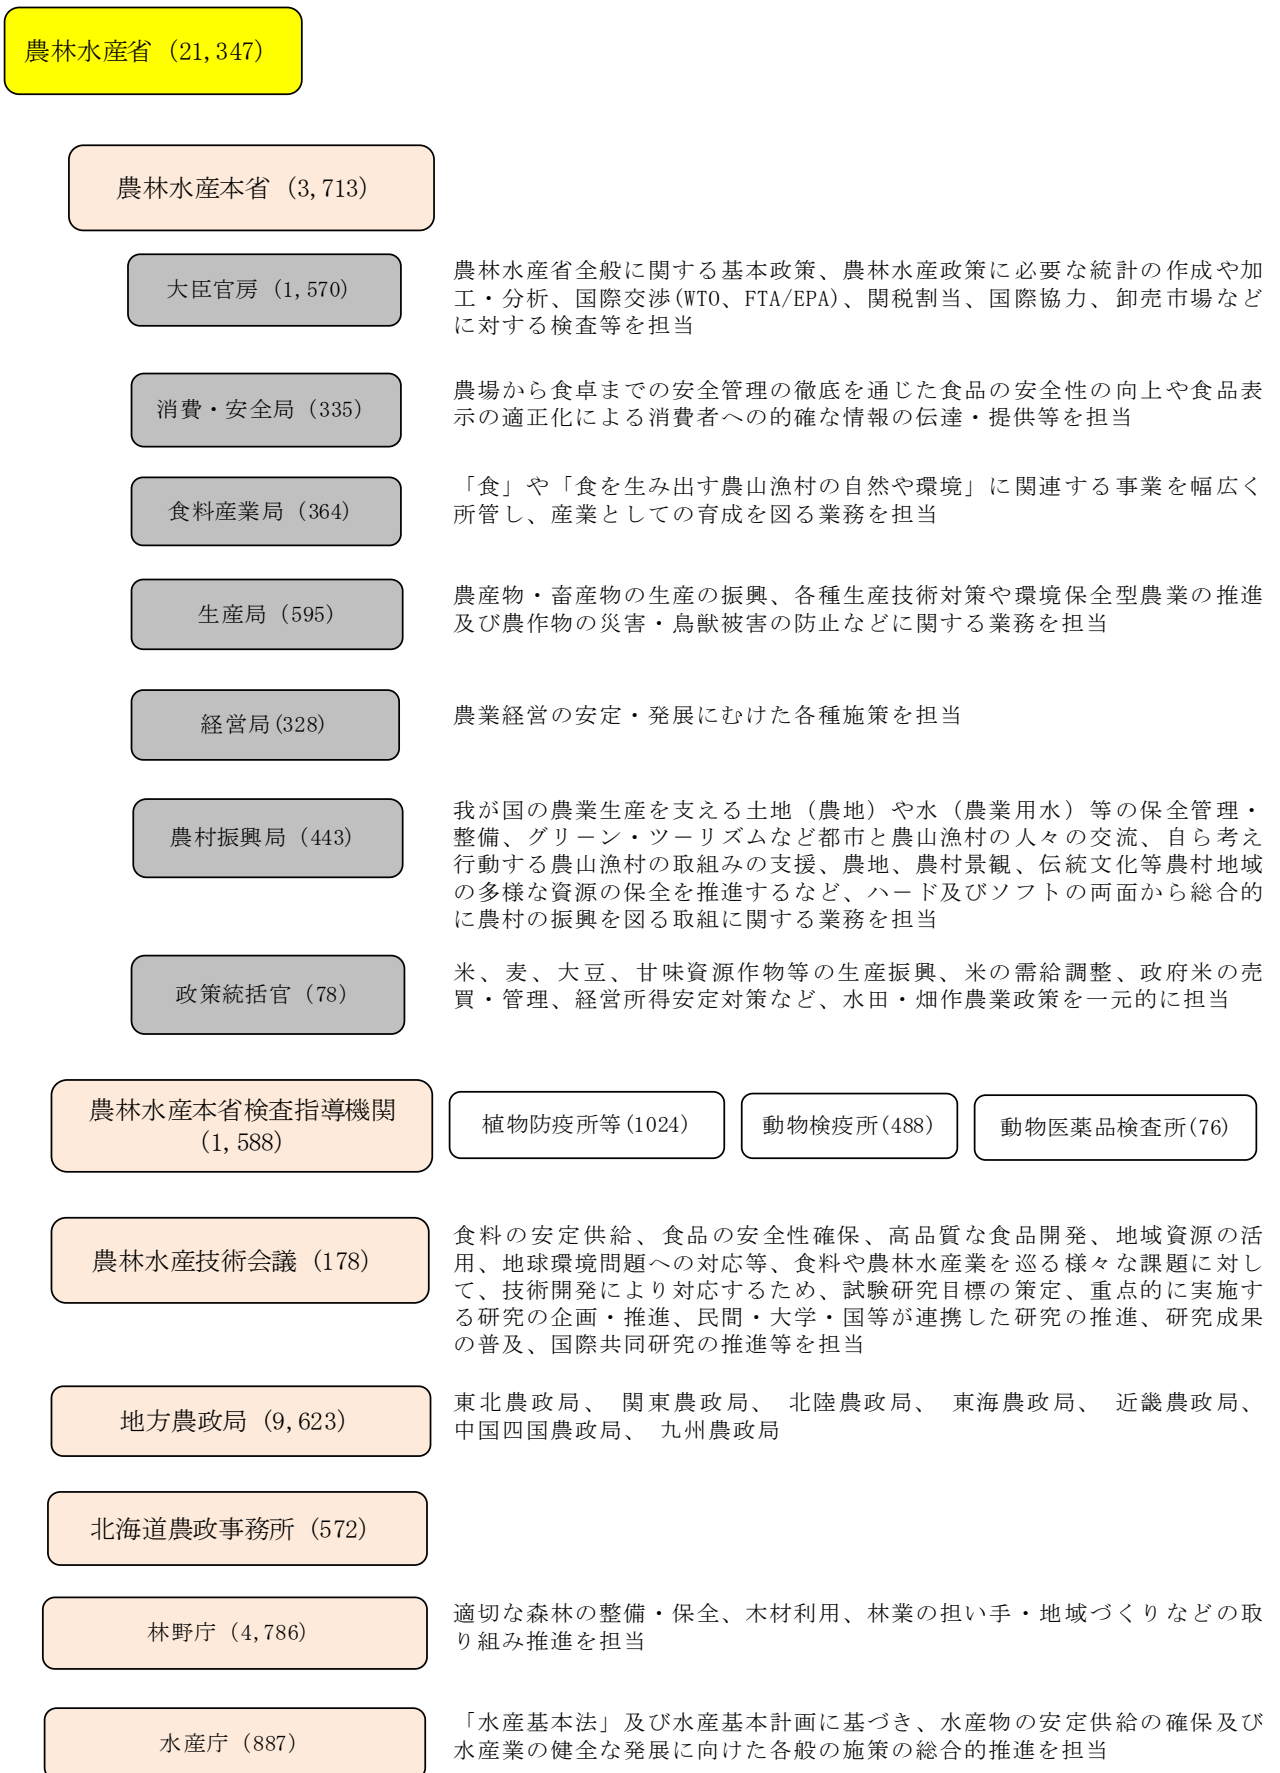 農林水産省（21,347）
農林水産本省（3,713）
大臣官房（1,570）
農林水産省全般に関する基本政策、農林水産政策に必要な統計の作成や加
工・分析、国際交渉(WTO、FTA/EPA)、関税割当、国際協力、卸売市場など
に対する検査等を担当
消費・安全局（335）
農場から食卓までの安全管理の徹底を通じた食品の安全性の向上や食品表
示の適正化による消費者への的確な情報の伝達・提供等を担当
食料産業局（364）
「食」や「食を生み出す農山漁村の自然や環境」に関連する事業を幅広く
所管し、産業としての育成を図る業務を担当
生産局（595）
農産物・畜産物の生産の振興、各種生産技術対策や環境保全型農業の推進
及び農作物の災害・鳥獣被害の防止などに関する業務を担当
経営局(328)
農業経営の安定・発展にむけた各種施策を担当
農村振興局（443）
我が国の農業生産を支える土地（農地）や水（農業用水）等の保全管理・
整備、グリ－ン・ツ－リズムなど都市と農山漁村の人々の交流、自ら考え
行動する農山漁村の取組みの支援、農地、農村景観、伝統文化等農村地域
の多様な資源の保全を推進するなど、ハ－ド及びソフトの両面から総合的
に農村の振興を図る取組に関する業務を担当
政策統括官（78）
米、麦、大豆、甘味資源作物等の生産振興、米の需給調整、政府米の売
買・管理、経営所得安定対策など、水田・畑作農業政策を一元的に担当
農林水産本省検査指導機関
（1,588）
植物防疫所等(1024)
動物検疫所(488)
動物医薬品検査所(76)
農林水産技術会議（178）
食料の安定供給、食品の安全性確保、高品質な食品開発、地域資源の活
用、地球環境問題への対応等、食料や農林水産業を巡る様々な課題に対し
て、技術開発により対応するため、試験研究目標の策定、重点的に実施す
る研究の企画・推進、民間・大学・国等が連携した研究の推進、研究成果
の普及、国際共同研究の推進等を担当
地方農政局（9,623）
東北農政局、 関東農政局、 北陸農政局、 東海農政局、 近畿農政局、
中国四国農政局、 九州農政局
北海道農政事務所（572）
林野庁（4,786）
適切な森林の整備・保全、木材利用、林業の担い手・地域づくりなどの取
り組み推進を担当
水産庁（887）
「水産基本法」及び水産基本計画に基づき、水産物の安定供給の確保及び
水産業の健全な発展に向けた各般の施策の総合的推進を担当